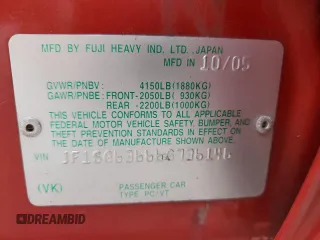 MFD BY FUJI HEAVY IND. LTD., JAPAN
MFD IN 10/05
GVWR/PNBV : 4150LB(1880KG)
GAWR/PNBE: FRONT-2050LB( 930KG)
REAR -2200LB(1000KG)
THIS VEHICLE CONFORMS TO ALL APPLICABLE
FEDERAL MOTOR VEHICLE SAFETY, BUMPER, AND
THEFT PREVENTION STANDARDS IN EFFECT ON
THE DATE OF MANUFACTURE SHOWN ABOVE.
VIN
(VK)
PASSENGER CAR
TYPE PC/VT
DREAMBID